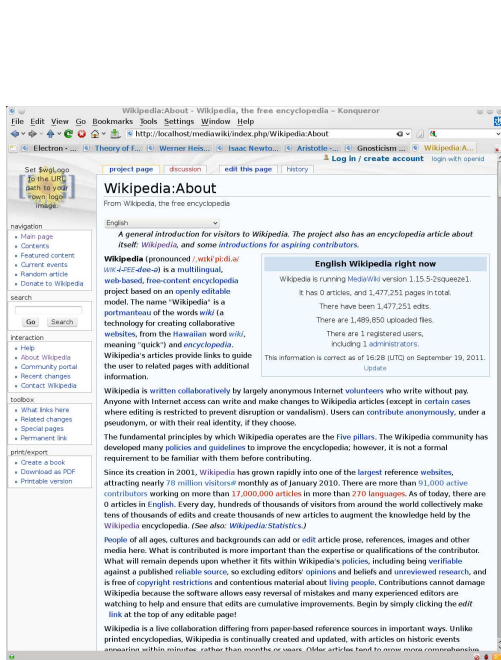 Wikipedia:About - Wikipedia, the free encyclopedia – Konqueror
File Edit View Go Bookmarks Tools Settings Window Help
http://localhost/mediawiki/index.php/Wikipedia:About
Electron - ... Theory of F... Werner Heis... Isaac Newto... Aristotle -... Gnosticism ... Wikipedia:A...
Log in / create account login with openid
Set $wgLogo
to the URL
path to your
own logo
image.
project page discussion edit this page history
Wikipedia:About
From Wikipedia, the free encyclopedia
English
A general introduction for visitors to Wikipedia. The project also has an encyclopedia article about
itself: Wikipedia, and some introductions for aspiring contributors.
navigation
Main page
Contents
Featured content
Current events
Random article
Donate to Wikipedia
search
Go Search
interaction
Help
About Wikipedia
Community portal
Recent changes
Contact Wikipedia
toolbox
What links here
Related changes
Special pages
Permanent link
print/export
Create a book
Download as PDF
Printable version
Wikipedia (pronounced /ˌwɪkiˈpiːdi.ə/
WIK-i-PEE-dee-ə) is a multilingual,
web-based, free-content encyclopedia
project based on an openly editable
model. The name "Wikipedia" is a
portmanteau of the words wiki (a
technology for creating collaborative
websites, from the Hawaiian word wiki,
meaning "quick") and encyclopedia.
Wikipedia's articles provide links to guide
the user to related pages with additional
information.
English Wikipedia right now
Wikipedia is running MediaWiki version 1.15.5-2squeeze1.
It has 0 articles, and 1,477,251 pages in total.
There have been 1,477,251 edits.
There are 1,489,850 uploaded files.
There are 1 registered users,
including 1 administrators.
This information is correct as of 16:28 (UTC) on September 19, 2011.
Update
Wikipedia is written collaboratively by largely anonymous Internet volunteers who write without pay.
Anyone with Internet access can write and make changes to Wikipedia articles (except in certain cases
where editing is restricted to prevent disruption or vandalism). Users can contribute anonymously, under a
pseudonym, or with their real identity, if they choose.
The fundamental principles by which Wikipedia operates are the Five pillars. The Wikipedia community has
developed many policies and guidelines to improve the encyclopedia; however, it is not a formal
requirement to be familiar with them before contributing.
Since its creation in 2001, Wikipedia has grown rapidly into one of the largest reference websites,
attracting nearly 78 million visitors monthly as of January 2010. There are more than 91,000 active
contributors working on more than 17,000,000 articles in more than 270 languages. As of today, there are
0 articles in English. Every day, hundreds of thousands of visitors from around the world collectively make
tens of thousands of edits and create thousands of new articles to augment the knowledge held by the
Wikipedia encyclopedia. (See also: Wikipedia:Statistics.)
People of all ages, cultures and backgrounds can add or edit article prose, references, images and other
media here. What is contributed is more important than the expertise or qualifications of the contributor.
What will remain depends upon whether it fits within Wikipedia's policies, including being verifiable
against a published reliable source, so excluding editors' opinions and beliefs and unreviewed research, and
is free of copyright restrictions and contentious material about living people. Contributions cannot damage
Wikipedia because the software allows easy reversal of mistakes and many experienced editors are
watching to help and ensure that edits are cumulative improvements. Begin by simply clicking the edit
link at the top of any editable page!
Wikipedia is a live collaboration differing from paper-based reference sources in important ways. Unlike
printed encyclopedias, Wikipedia is continually created and updated, with articles on historic events
appearing within minutes, rather than months or years. Older articles tend to grow more comprehensive